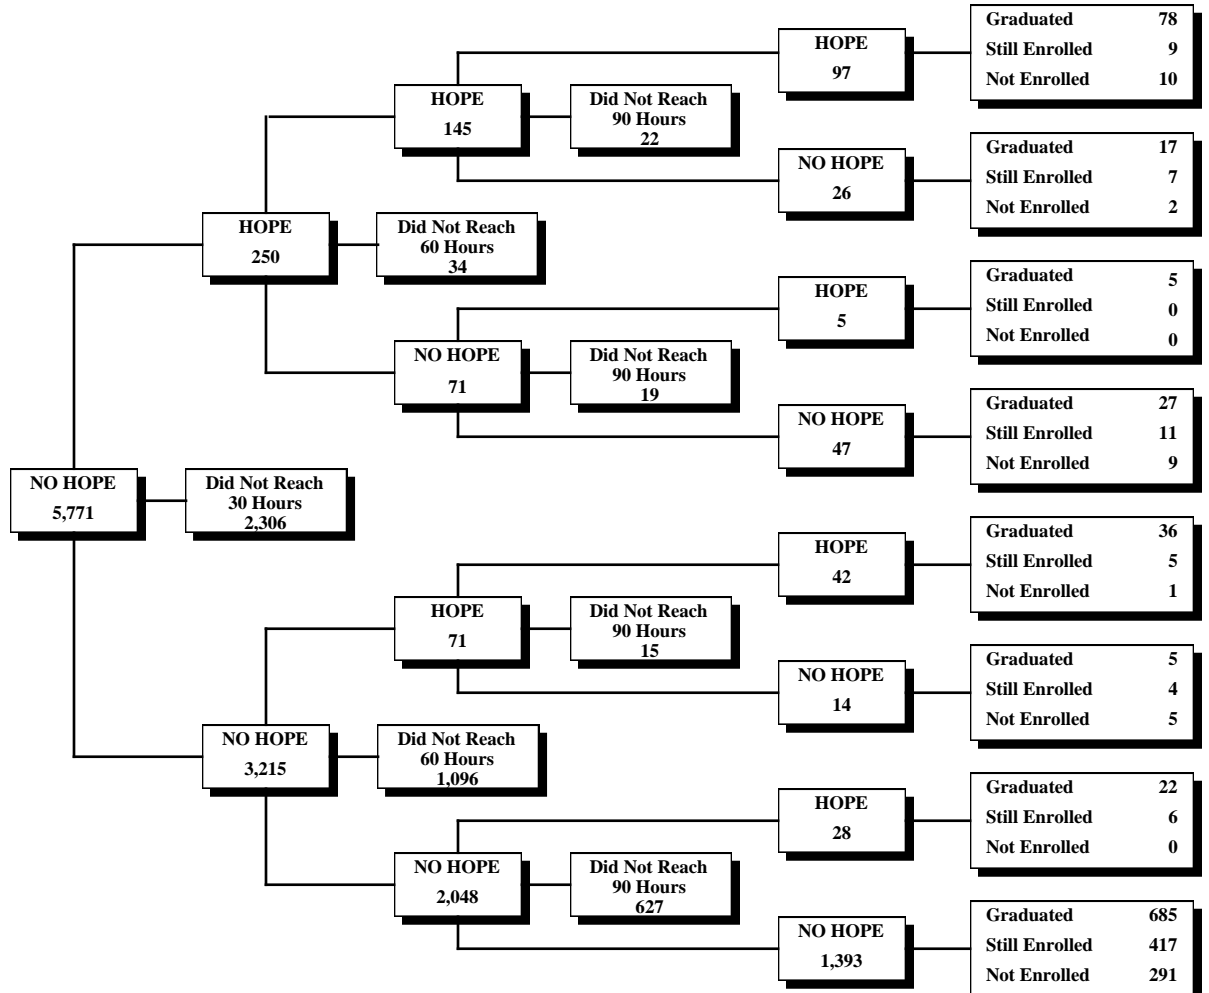 NO HOPE
5,771
Did Not Reach
30 Hours
2,306
HOPE
250
Did Not Reach
60 Hours
34
HOPE
145
Did Not Reach
90 Hours
22
HOPE
97
Graduated 78
Still Enrolled 9
Not Enrolled 10
NO HOPE
26
Graduated 17
Still Enrolled 7
Not Enrolled 2
NO HOPE
71
Did Not Reach
90 Hours
19
HOPE
5
Graduated 5
Still Enrolled 0
Not Enrolled 0
NO HOPE
47
Graduated 27
Still Enrolled 11
Not Enrolled 9
NO HOPE
3,215
Did Not Reach
60 Hours
1,096
HOPE
71
Did Not Reach
90 Hours
15
HOPE
42
Graduated 36
Still Enrolled 5
Not Enrolled 1
NO HOPE
14
Graduated 5
Still Enrolled 4
Not Enrolled 5
NO HOPE
2,048
Did Not Reach
90 Hours
627
HOPE
28
Graduated 22
Still Enrolled 6
Not Enrolled 0
NO HOPE
1,393
Graduated 685
Still Enrolled 417
Not Enrolled 291